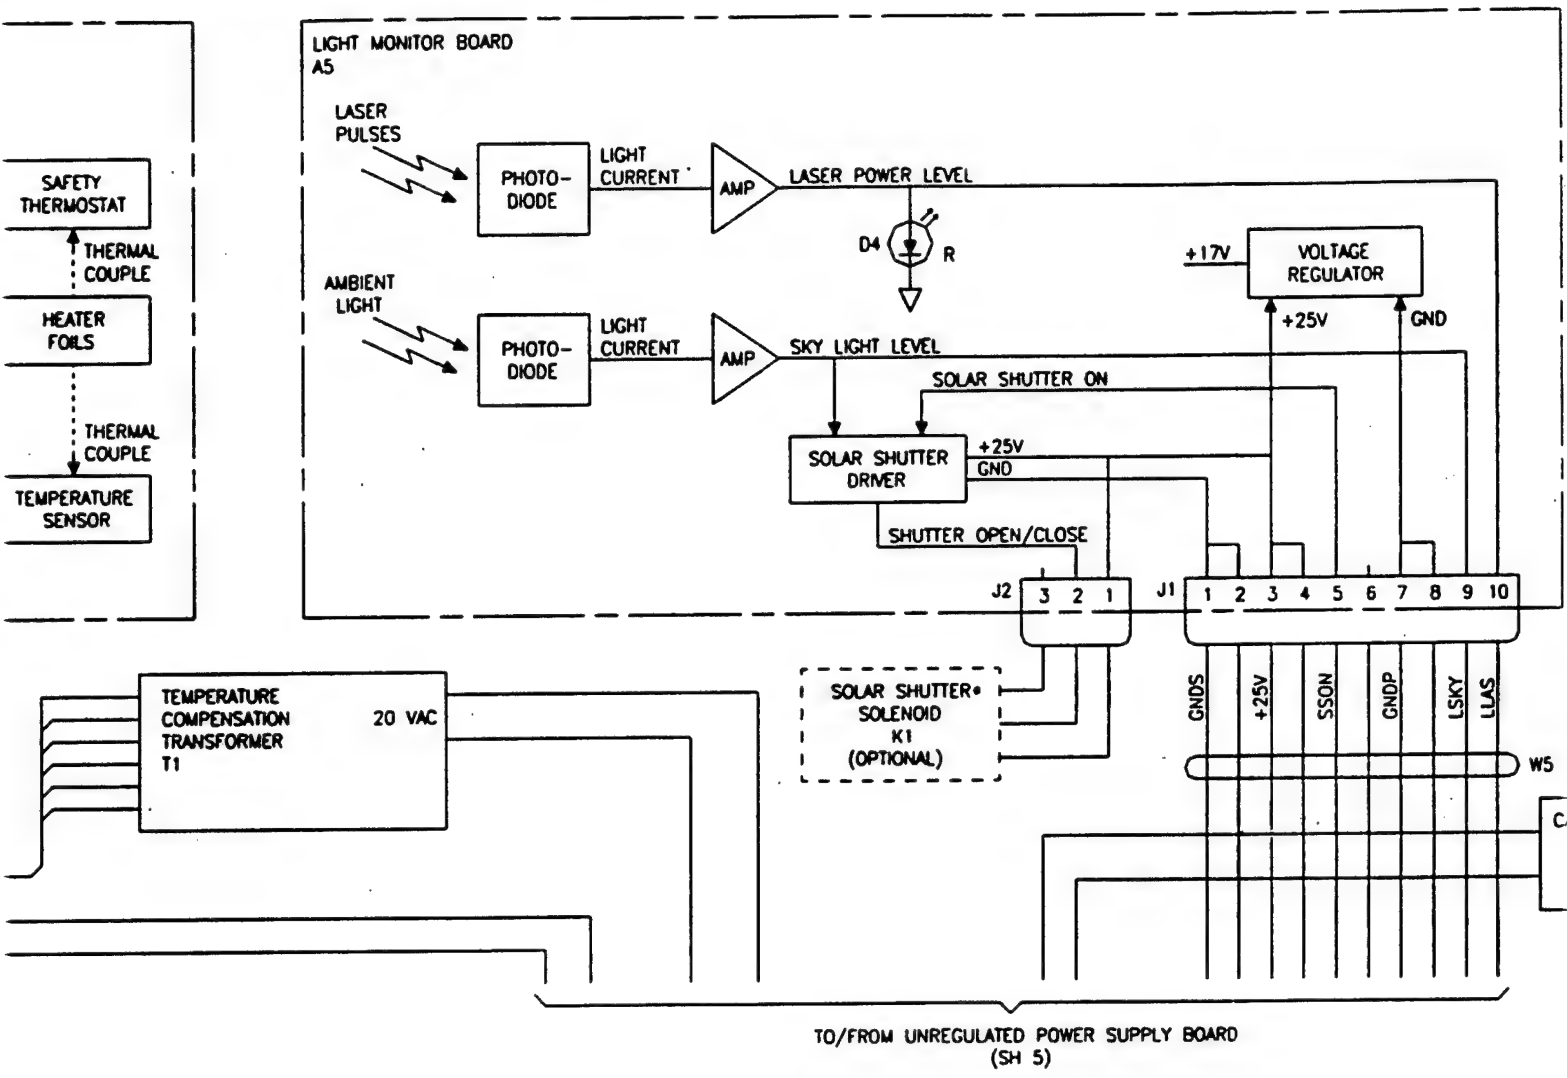 LIGHT MONITOR BOARD
A5
LASER
PULSES
PHOTO-
DIODE
LIGHT
CURRENT
AMP
LASER POWER LEVEL
D4
R
+17V
VOLTAGE
REGULATOR
+25V
GND
SAFETY
THERMOSTAT
THERMAL
COUPLE
HEATER
FOILS
THERMAL
COUPLE
TEMPERATURE
SENSOR
AMBIENT
LIGHT
PHOTO-
DIODE
LIGHT
CURRENT
AMP
SKY LIGHT LEVEL
SOLAR SHUTTER ON
SOLAR SHUTTER
DRIVER
+25V
GND
SHUTTER OPEN/CLOSE
J2
3 2 1
J1
1 2 3 4 5 6 7 8 9 10
TEMPERATURE
COMPENSATION
TRANSFORMER
T1
20 VAC
SOLAR SHUTTER*
SOLENOID
K1
(OPTIONAL)
GNDS
+25V
SSON
GNDP
LSKY
LLAS
W5
TO/FROM UNREGULATED POWER SUPPLY BOARD
(SH 5)